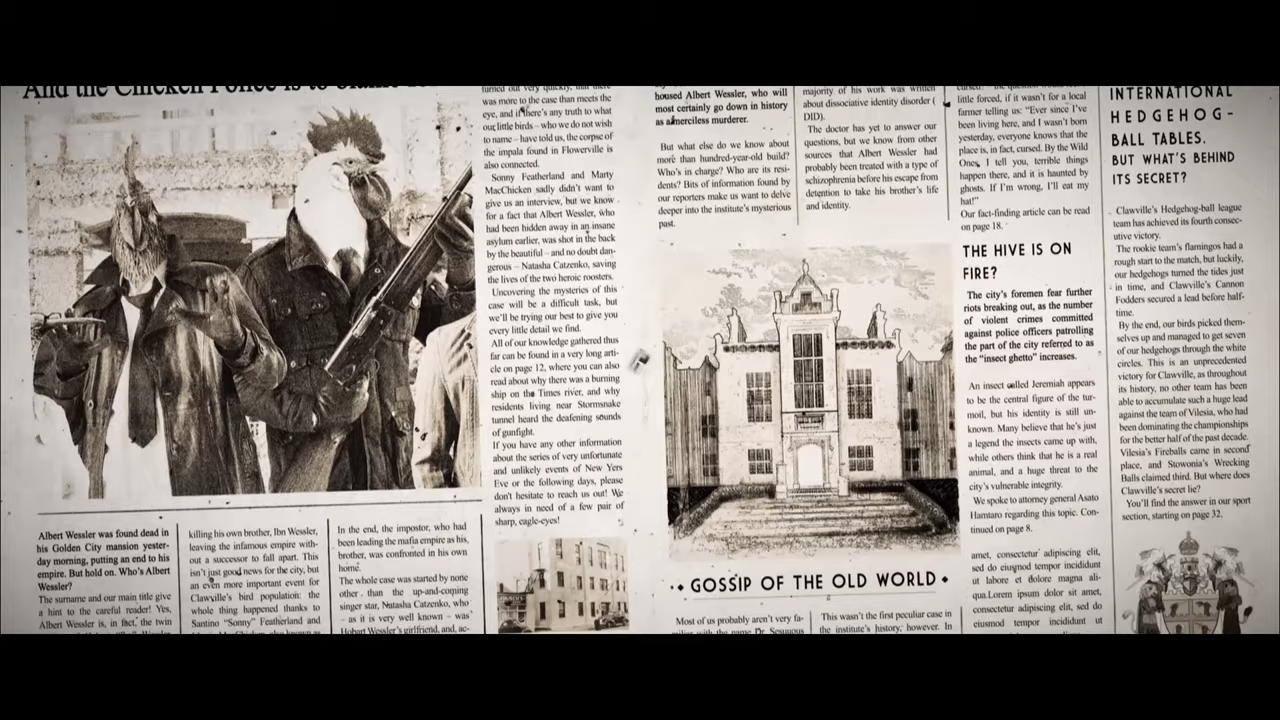 And the Chicken Police is to
turned out very quickly, that there
was more to the case than meets the
eye, and if there's any truth to what
our little birds – who we do not wish
to name – have told us, the corpse of
the impala found in Flowerville is
also connected.
Sonny Featherland and Marty
MacChicken sadly didn't want to
give us an interview, but we know
for a fact that Albert Wessler, who
had been hidden away in an insane
asylum earlier, was shot in the back
by the beautiful – and no doubt dan-
gerous – Natasha Catzenko, saving
the lives of the two heroic roosters.
Uncovering the mysteries of this
case will be a difficult task, but
we'll be trying our best to give you
every little detail we find.
All of our knowledge gathered thus
far can be found in a very long arti-
cle on page 12, where you can also
read about why there was a burning
ship on the Times river, and why
residents living near Stormsnake
tunnel heard the deafening sounds
of gunfight.
If you have any other information
about the series of very unfortunate
and unlikely events of New Yers
Eve or the following days, please
don't hesitate to reach us out! We
always in need of a few pair of
sharp, eagle-eyes!
Albert Wessler was found dead in
his Golden City mansion yester-
day morning, putting an end to his
empire. But hold on. Who's Albert
Wessler?
The surname and our main title give
a hint to the careful reader! Yes,
Albert Wessler is, in fact, the twin
killing his own brother, Ibn Wessler,
leaving the infamous empire with-
out a successor to fall apart. This
isn't just good news for the city, but
an even more important event for
Clawville's bird population: the
whole thing happened thanks to
Santino "Sonny" Featherland and
In the end, the impostor, who had
been leading the mafia empire as his
brother, was confronted in his own
home.
The whole case was started by none
other than the up-and-coming
singer star, Natasha Catzenko, who
- as it is very well known – was
Hobart Wessler's girlfriend, and, ac-
housed Albert Wessler, who will
most certainly go down in history
as a merciless murderer.
But what else do we know about
more than hundred-year-old build?
Who's in charge? Who are its resi-
dents? Bits of information found by
our reporters make us want to delve
deeper into the institute's mysterious
past.
majority of his work was written
about dissociative identity disorder (
DID).
The doctor has yet to answer our
questions, but we know from other
sources that Albert Wessler had
probably been treated with a type of
schizophrenia before his escape from
detention to take his brother's life
and identity.
GOSSIP OF THE OLD WORLD
Most of us probably aren't very fa-
miliar with the name Dr.
This wasn't the first peculiar case in
the institute's history, however. In
little forced, if it wasn't for a local
farmer telling us: "Ever since I've
been living here, and I wasn't born
yesterday, everyone knows that the
place is, in fact, cursed. By the Wild
Ones, I tell you, terrible things
happen there, and it is haunted by
ghosts. If I'm wrong, I'll eat my
hat!"
Our fact-finding article can be read
on page 18.
THE HIVE IS ON
FIRE?
The city's foremen fear further
riots breaking out, as the number
of violent crimes committed
against police officers patrolling
the part of the city referred to as
the "insect ghetto" increases.
An insect called Jeremiah appears
to be the central figure of the tur-
moil, but his identity is still un-
known. Many believe that he's just
a legend the insects came up with,
while others think that he is a real
animal, and a huge threat to the
city's vulnerable integrity.
We spoke to attorney general Asato
Hamtaro regarding this topic. Con-
tinued on page 8.
amet, consectetur adipiscing elit,
sed do eiusmod tempor incididunt
ut labore et dolore magna ali-
qua.Lorem ipsum dolor sit amet,
consectetur adipiscing elit, sed do
eiusmod tempor incididunt ut
INTERNATIONAL
HEDGEHOG-
BALL TABLES.
BUT WHAT'S BEHIND
ITS SECRET?
Clawville's Hedgehog-ball league
team has achieved its fourth consec-
utive victory.
The rookie team's flamingos had a
rough start to the match, but luckily,
our hedgehogs turned the tides just
in time, and Clawville's Cannon
Fodders secured a lead before half-
time.
By the end, our birds picked them-
selves up and managed to get seven
of our hedgehogs through the white
circles. This is an unprecedented
victory for Clawville, as throughout
its history, no other team has been
able to accumulate such a huge lead
against the team of Vilesia, who had
been dominating the championships
for the better half of the past decade.
Vilesia's Fireballs came in second
place, and Stowonia's Wrecking
Balls claimed third. But where does
Clawville's secret lie?
You'll find the answer in our sport
section, starting on page 32.